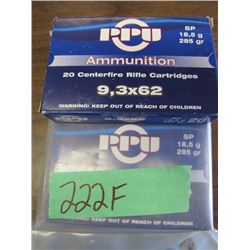 PPU
SP
18,5 g
285 gr
Ammunition
20 Centerfire Rifle Cartridges
9,3x62
WARNING: KEEP OUT OF REACH OF CHILDREN
PPU
SP
18,5 g
285 gr
222F
WARNING: KEEP OUT OF REACH OF CHILDREN